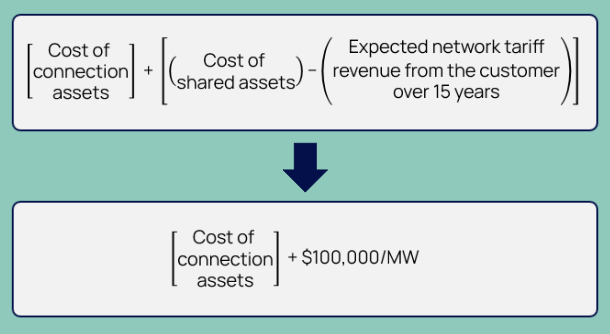 [Cost of connection assets] + [(Cost of shared assets) – (Expected network tariff revenue from the customer over 15 years)]
[Cost of connection assets] + $100,000/MW